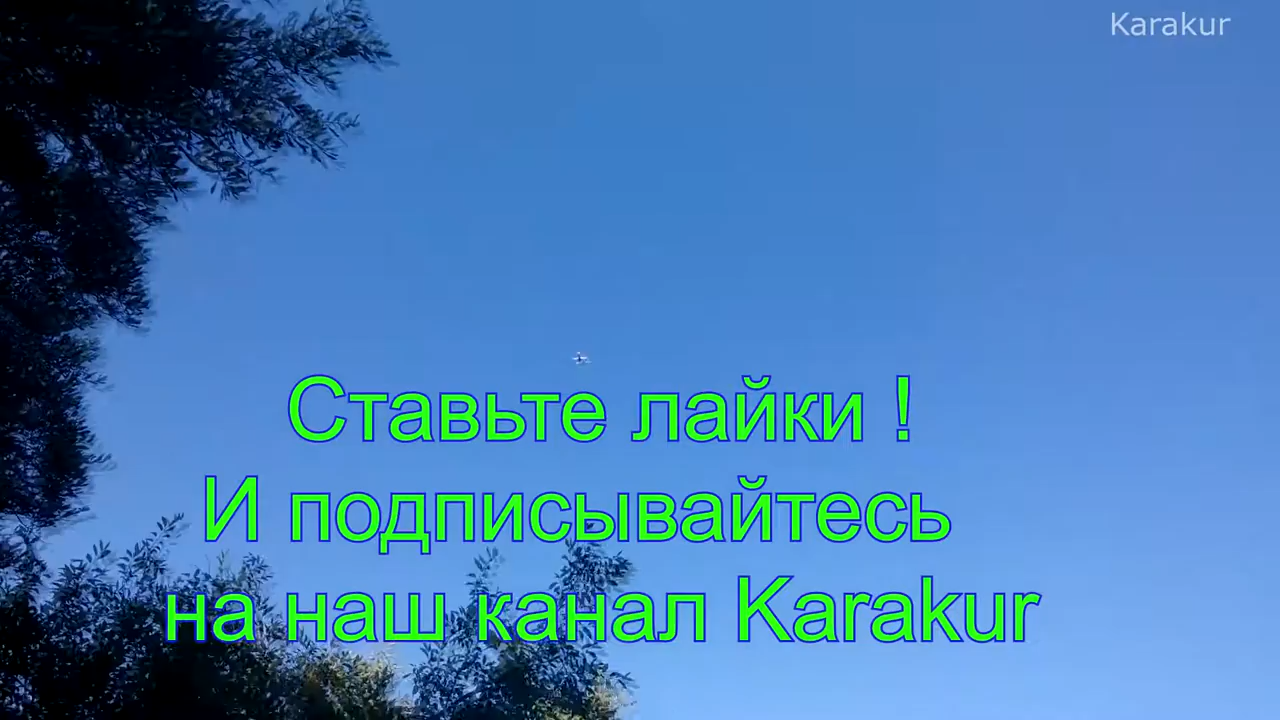 Karakur
Ставьте лайки !
И подписывайтесь
на наш канал Karakur